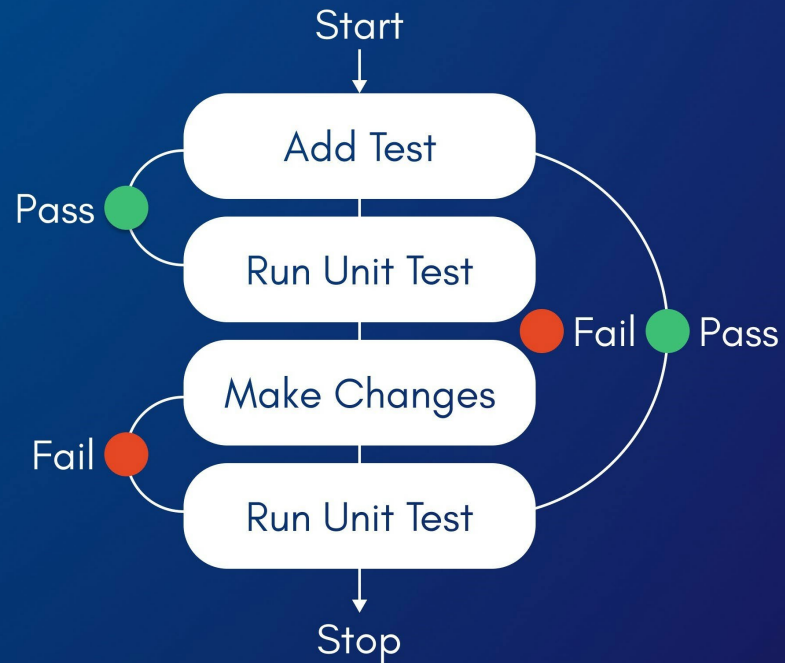 Start
Add Test
Pass
Run Unit Test
Fail
Pass
Make Changes
Fail
Run Unit Test
Stop